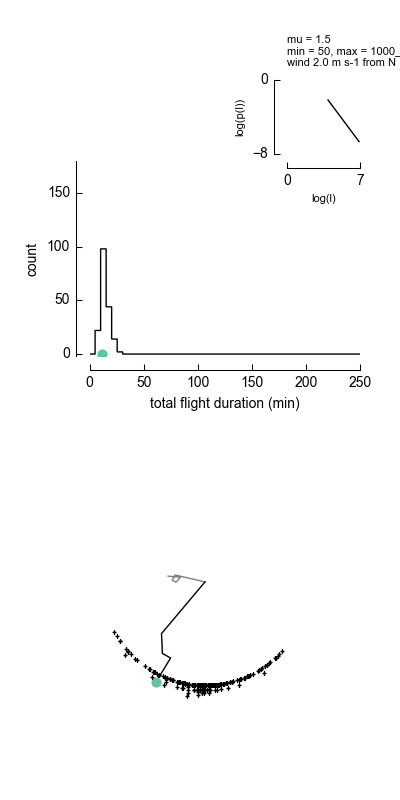 mu = 1.5
min = 50, max = 1000_
wind 2.0 m s-1 from N
0
log(p(l))
−8
0 7
log(l)
150
100
count
50
0
0 50 100 150 200 250
total flight duration (min)